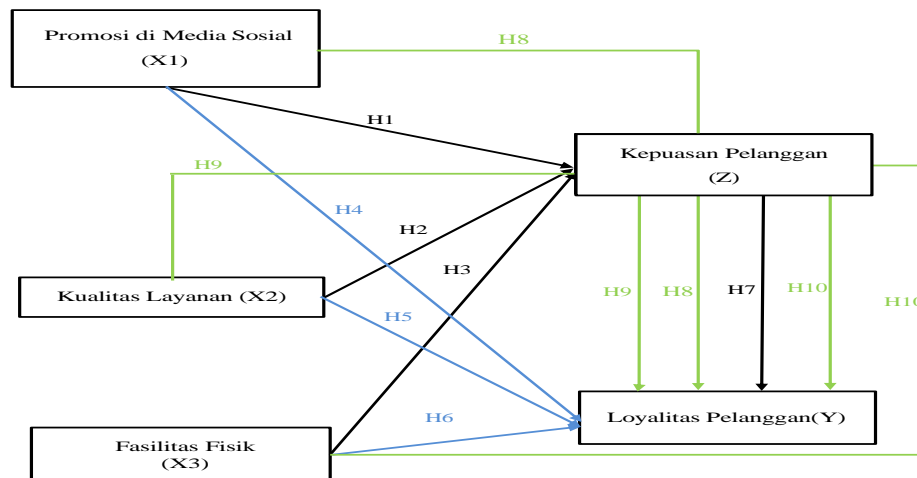 Promosi di Media Sosial
(X1)
H8
H1
Kepuasan Pelanggan
(Z)
H9
H4
H2
H3
Kualitas Layanan (X2)
H9
H8
H7
H10
H10
H5
H6
Loyalitas Pelanggan(Y)
Fasilitas Fisik
(X3)